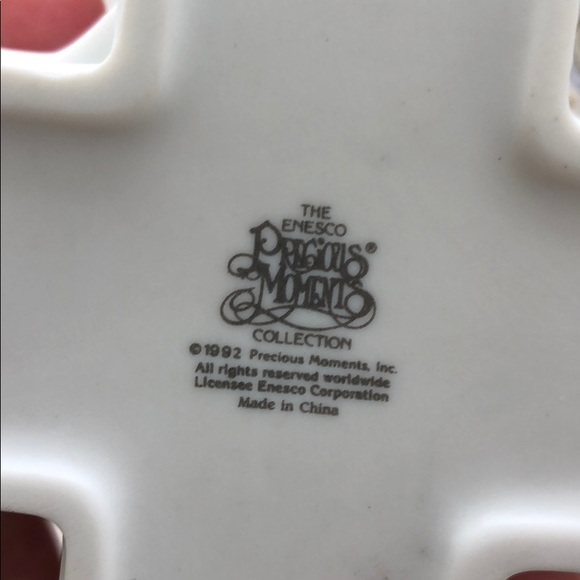 THE
ENESCO
PRECIOUS®
MOMENTS
COLLECTION
©1992 Precious Moments, Inc.
All rights reserved worldwide
Licensee Enesco Corporation
Made in China